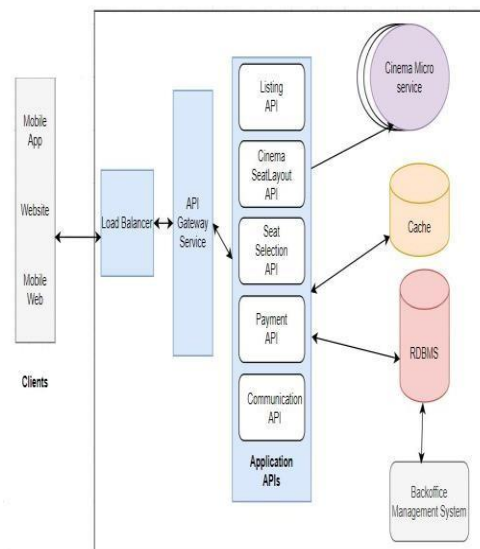 Mobile
App
Website
Mobile
Web
Clients
Load Balancer
API
Gateway
Service
Listing
API
Cinema
SeatLayout
API
Seat
Selection
API
Payment
API
Communication
API
Application
APIs
Cinema Micro
service
Cache
RDBMS
Backoffice
Management System